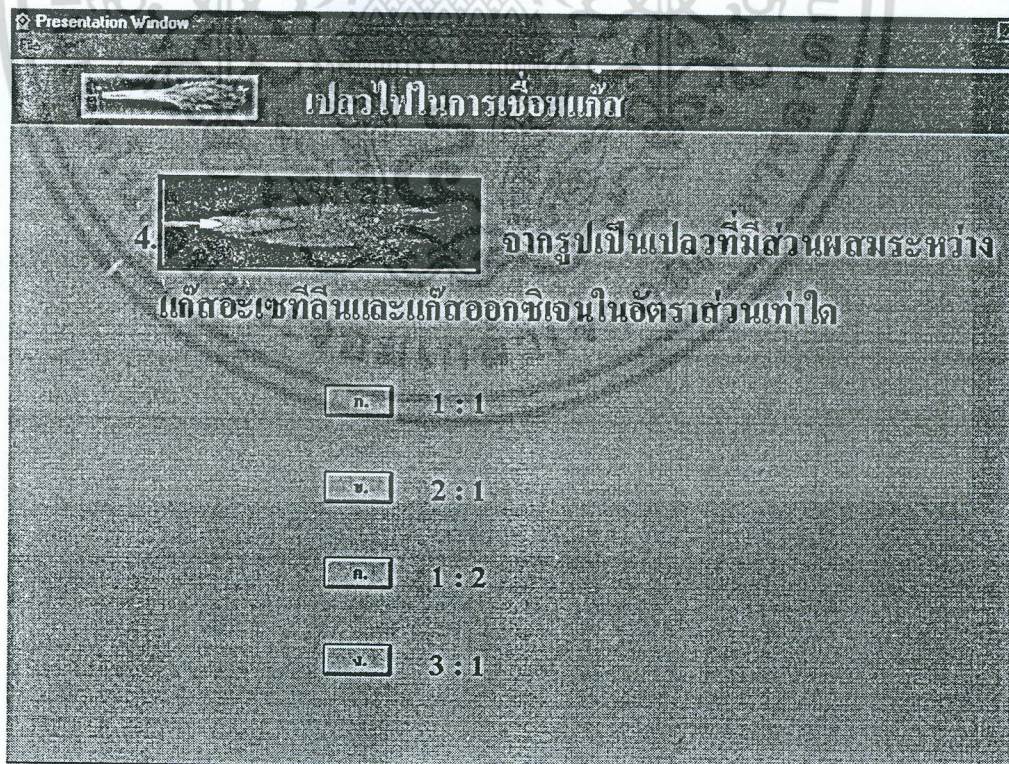 Presentation Window
File
เปลวไฟในการเชื่อมแก๊ส
4. จากรูปเป็นเปลวที่มีส่วนผสมระหว่าง
แก๊สอะเซทีลีนและแก๊สออกซิเจนในอัตราส่วนเท่าใด
ก. 1 : 1
ข. 2 : 1
ค. 1 : 2
ง. 3 : 1